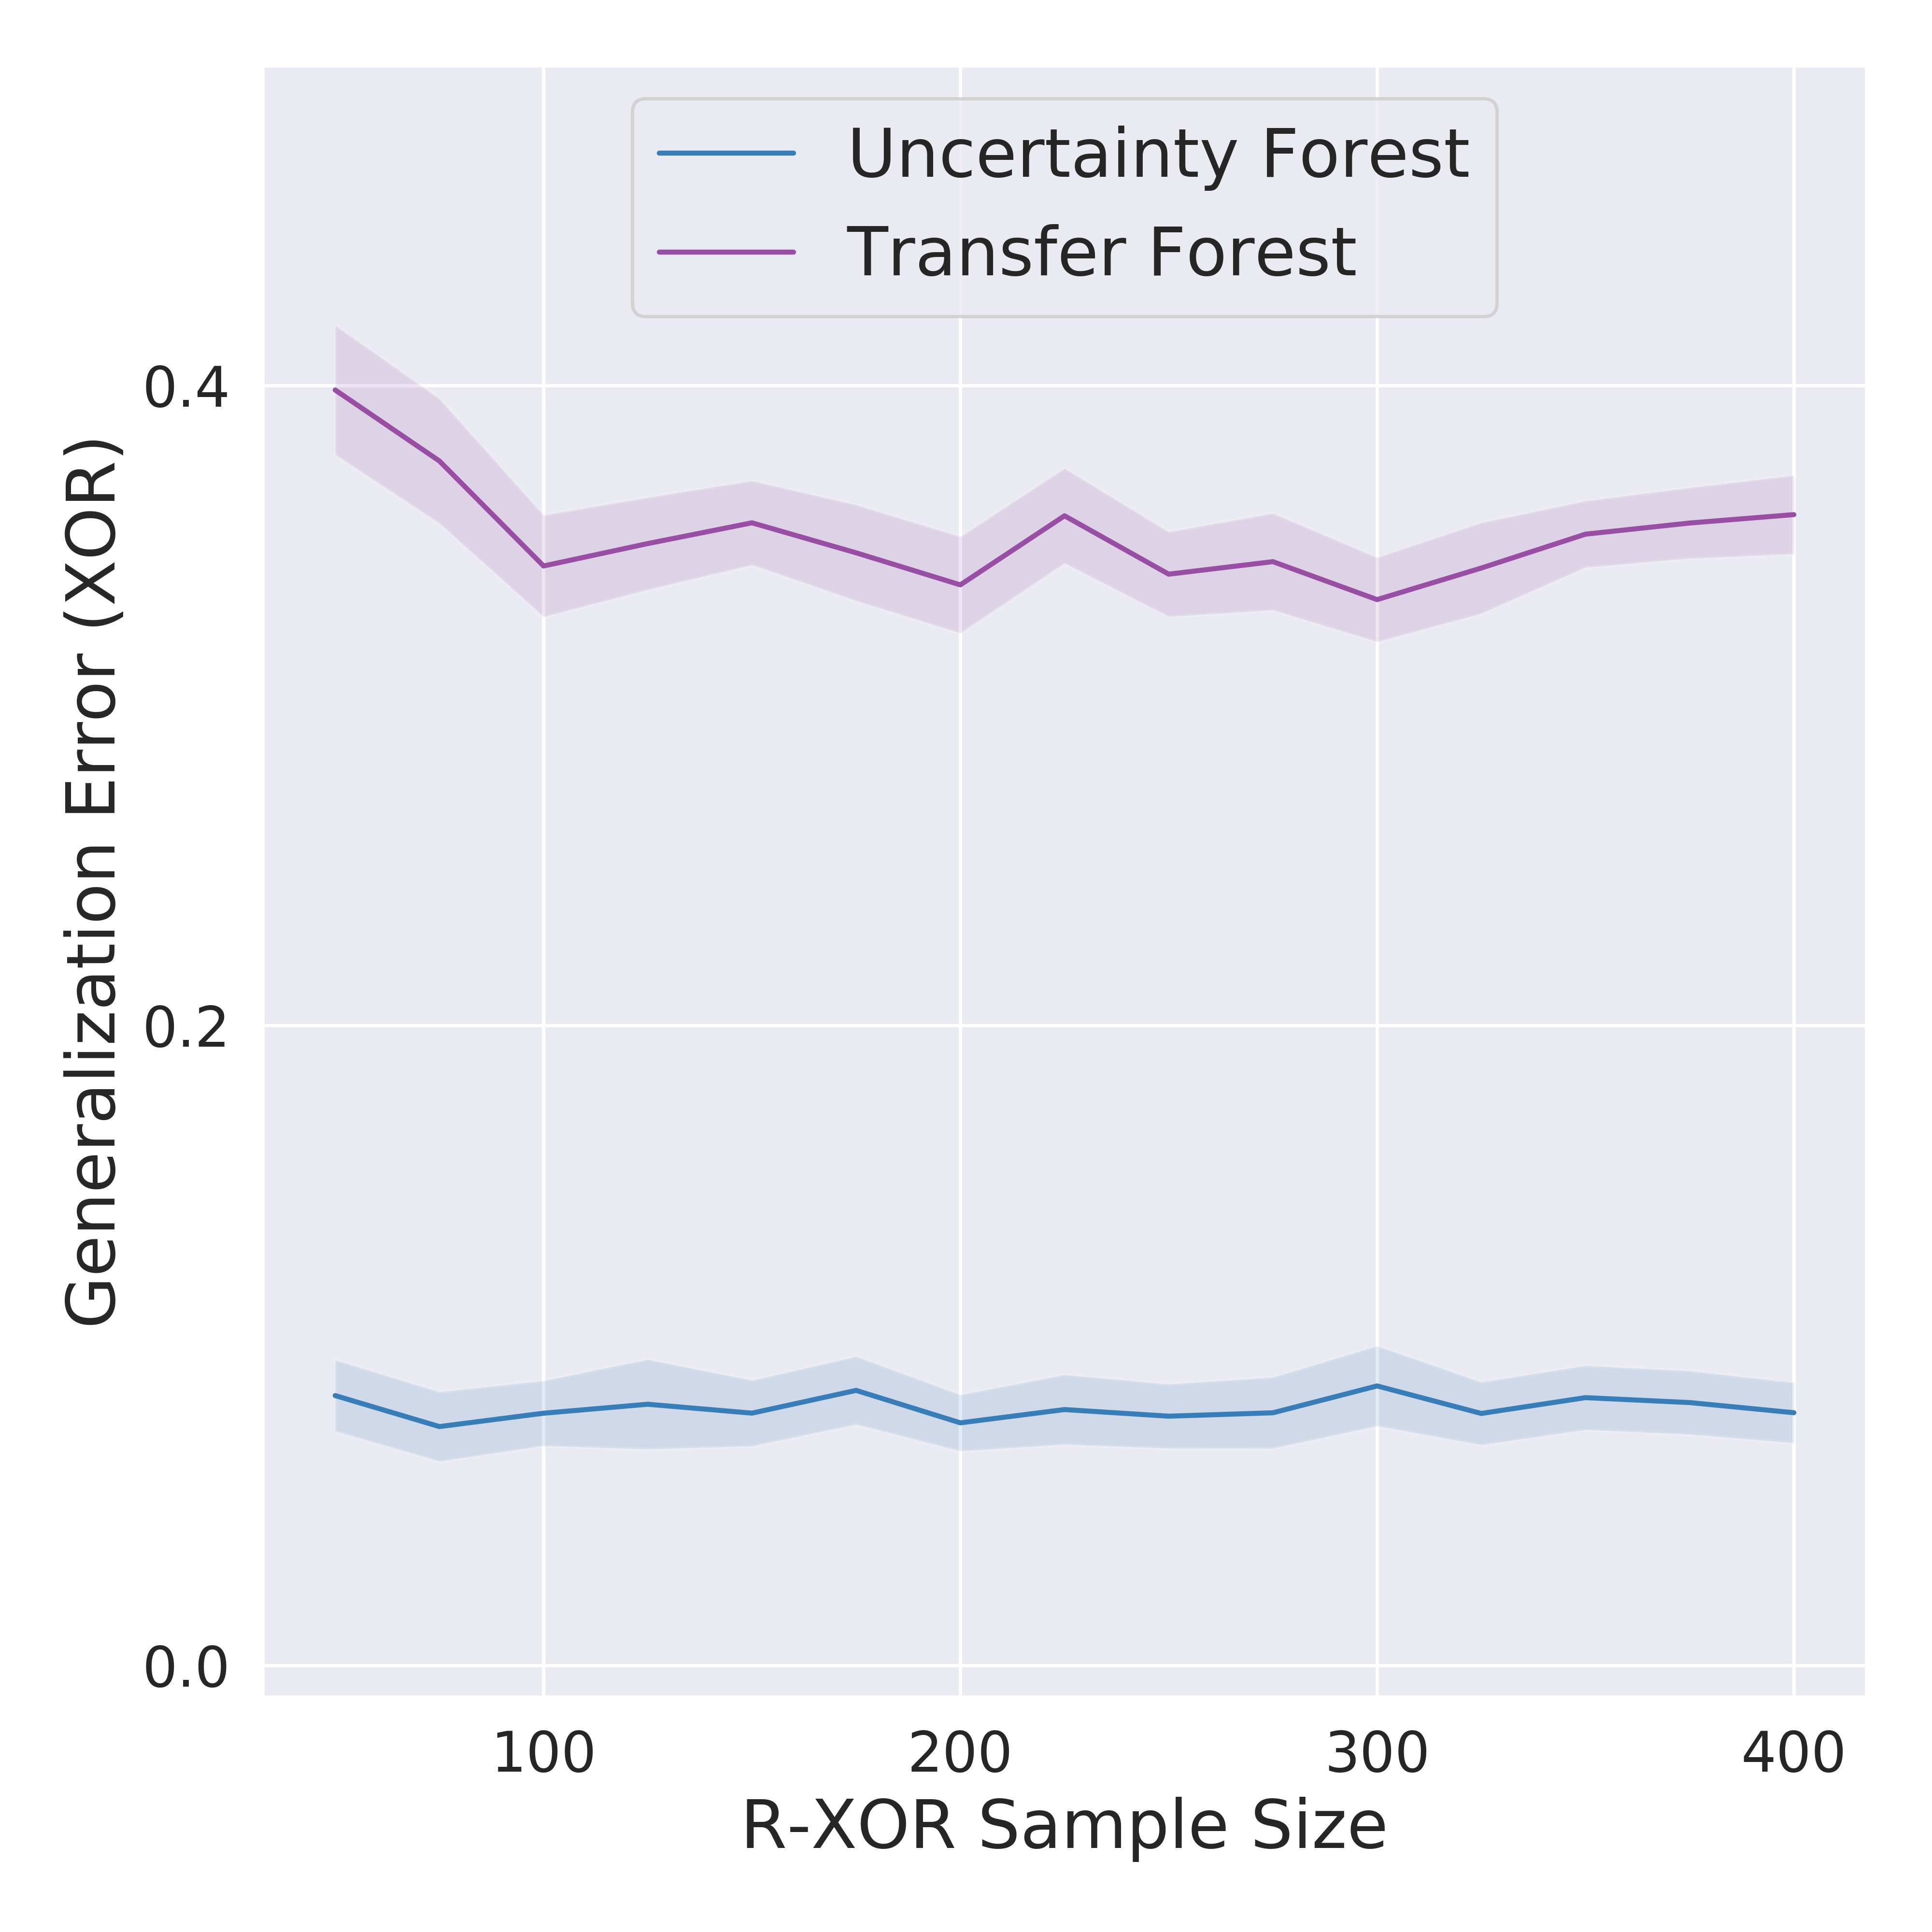 Uncertainty Forest
Transfer Forest
Generalization Error (XOR)
0.4
0.2
0.0
100 200 300 400
R-XOR Sample Size